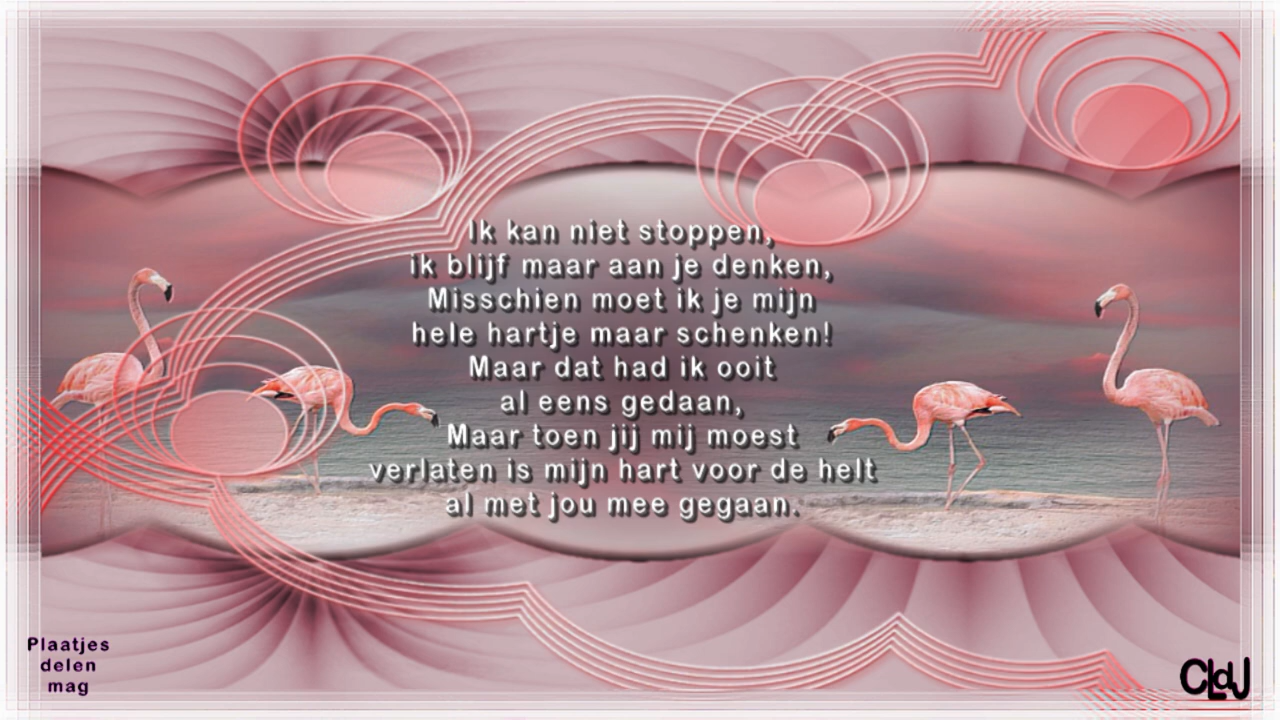 Ik kan niet stoppen,
ik blijf maar aan je denken,
Misschien moet ik je mijn
hele hartje maar schenken!
Maar dat had ik ooit
al eens gedaan,
Maar toen jij mij moest
verlaten is mijn hart voor de helt
al met jou mee gegaan.
Plaatjes
delen
mag
CLdJ